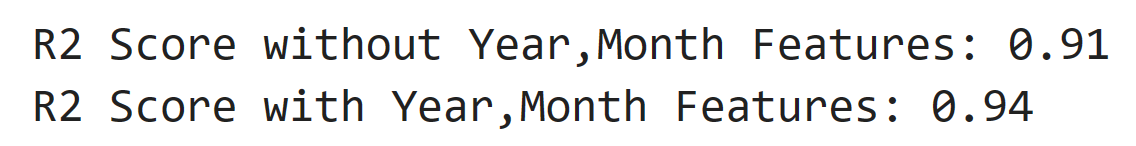 R2 Score without Year,Month Features: 0.91
R2 Score with Year,Month Features: 0.94